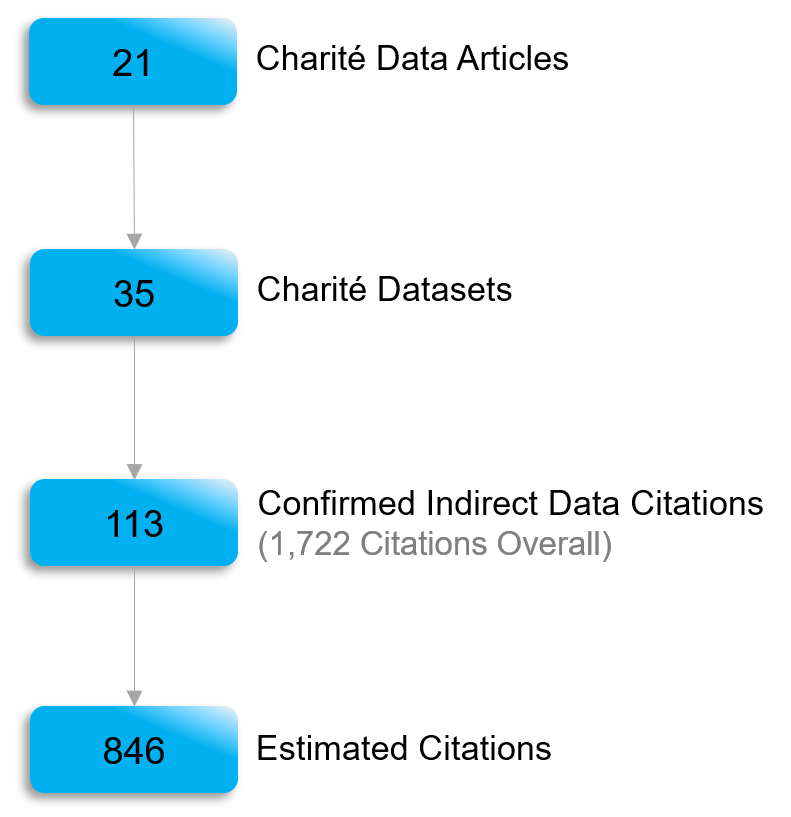 21
Charité Data Articles
35
Charité Datasets
113
Confirmed Indirect Data Citations
(1,722 Citations Overall)
846
Estimated Citations